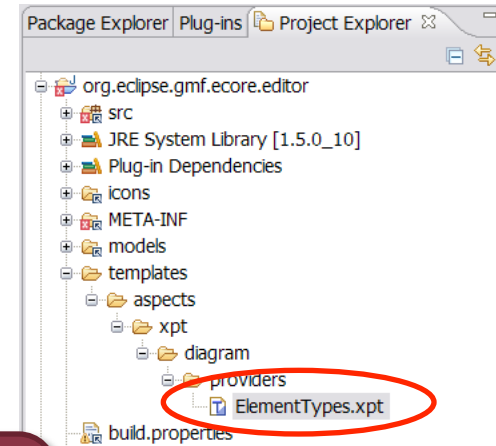 Package Explorer Plug-ins Project Explorer
org.eclipse.gmf.ecore.editor
src
JRE System Library [1.5.0_10]
Plug-in Dependencies
icons
META-INF
models
templates
aspects
xpt
diagram
providers
ElementTypes.xpt
build.properties